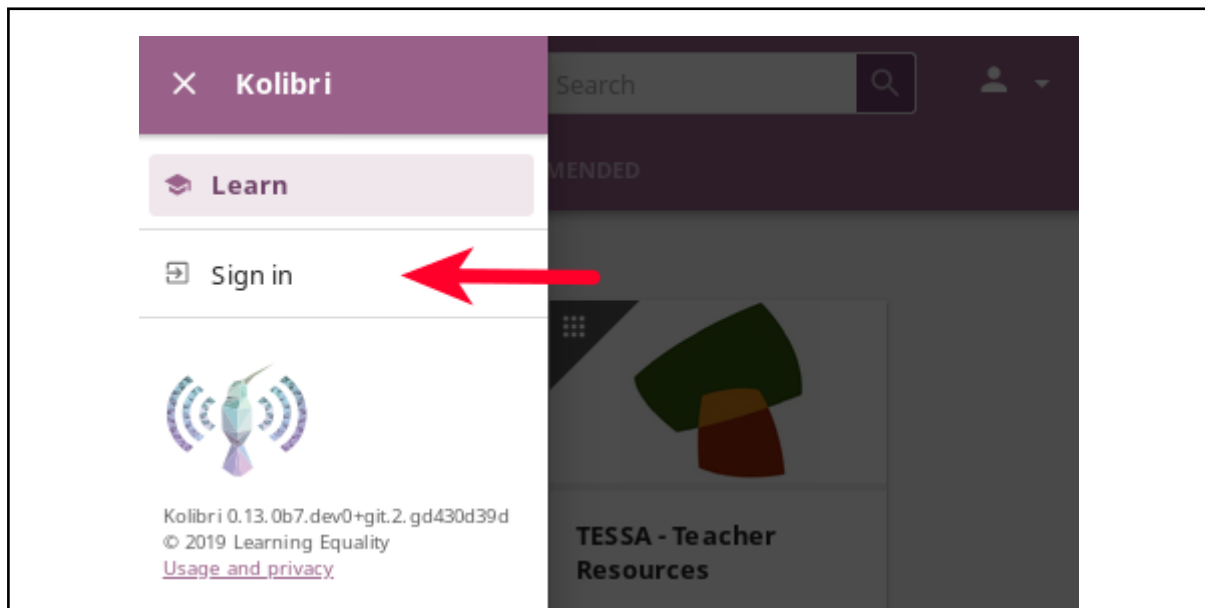 Kolibri
Search
MENDED
Learn
Sign in
Kolibri 0.13.0b7.dev0+git.2.gd430d39d
© 2019 Learning Equality
Usage and privacy
TESSA - Teacher
Resources